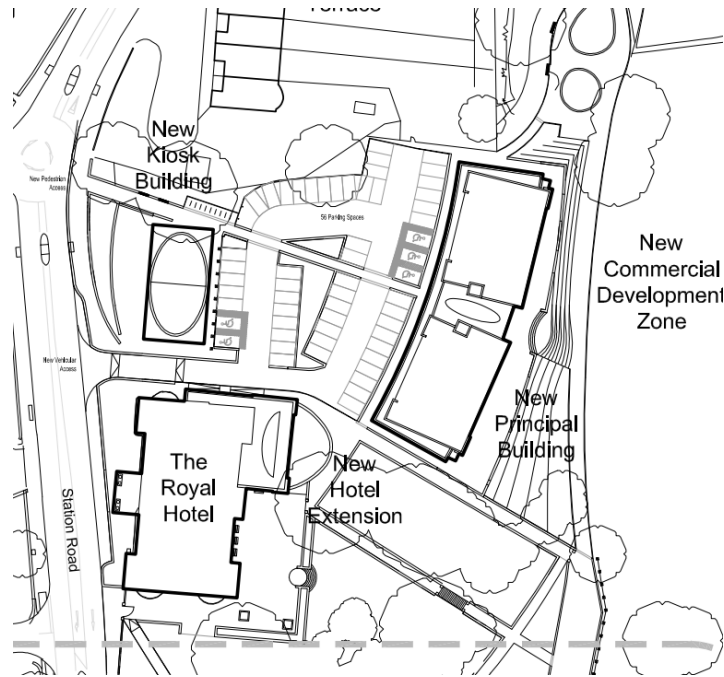 Terrace
New
Kiosk
Building
New Pedestrian
Access
56 Parking Spaces
New
Commercial
Development
Zone
New Vehicular
Access
New
Principal
Building
The
Royal
Hotel
New
Hotel
Extension
Station Road